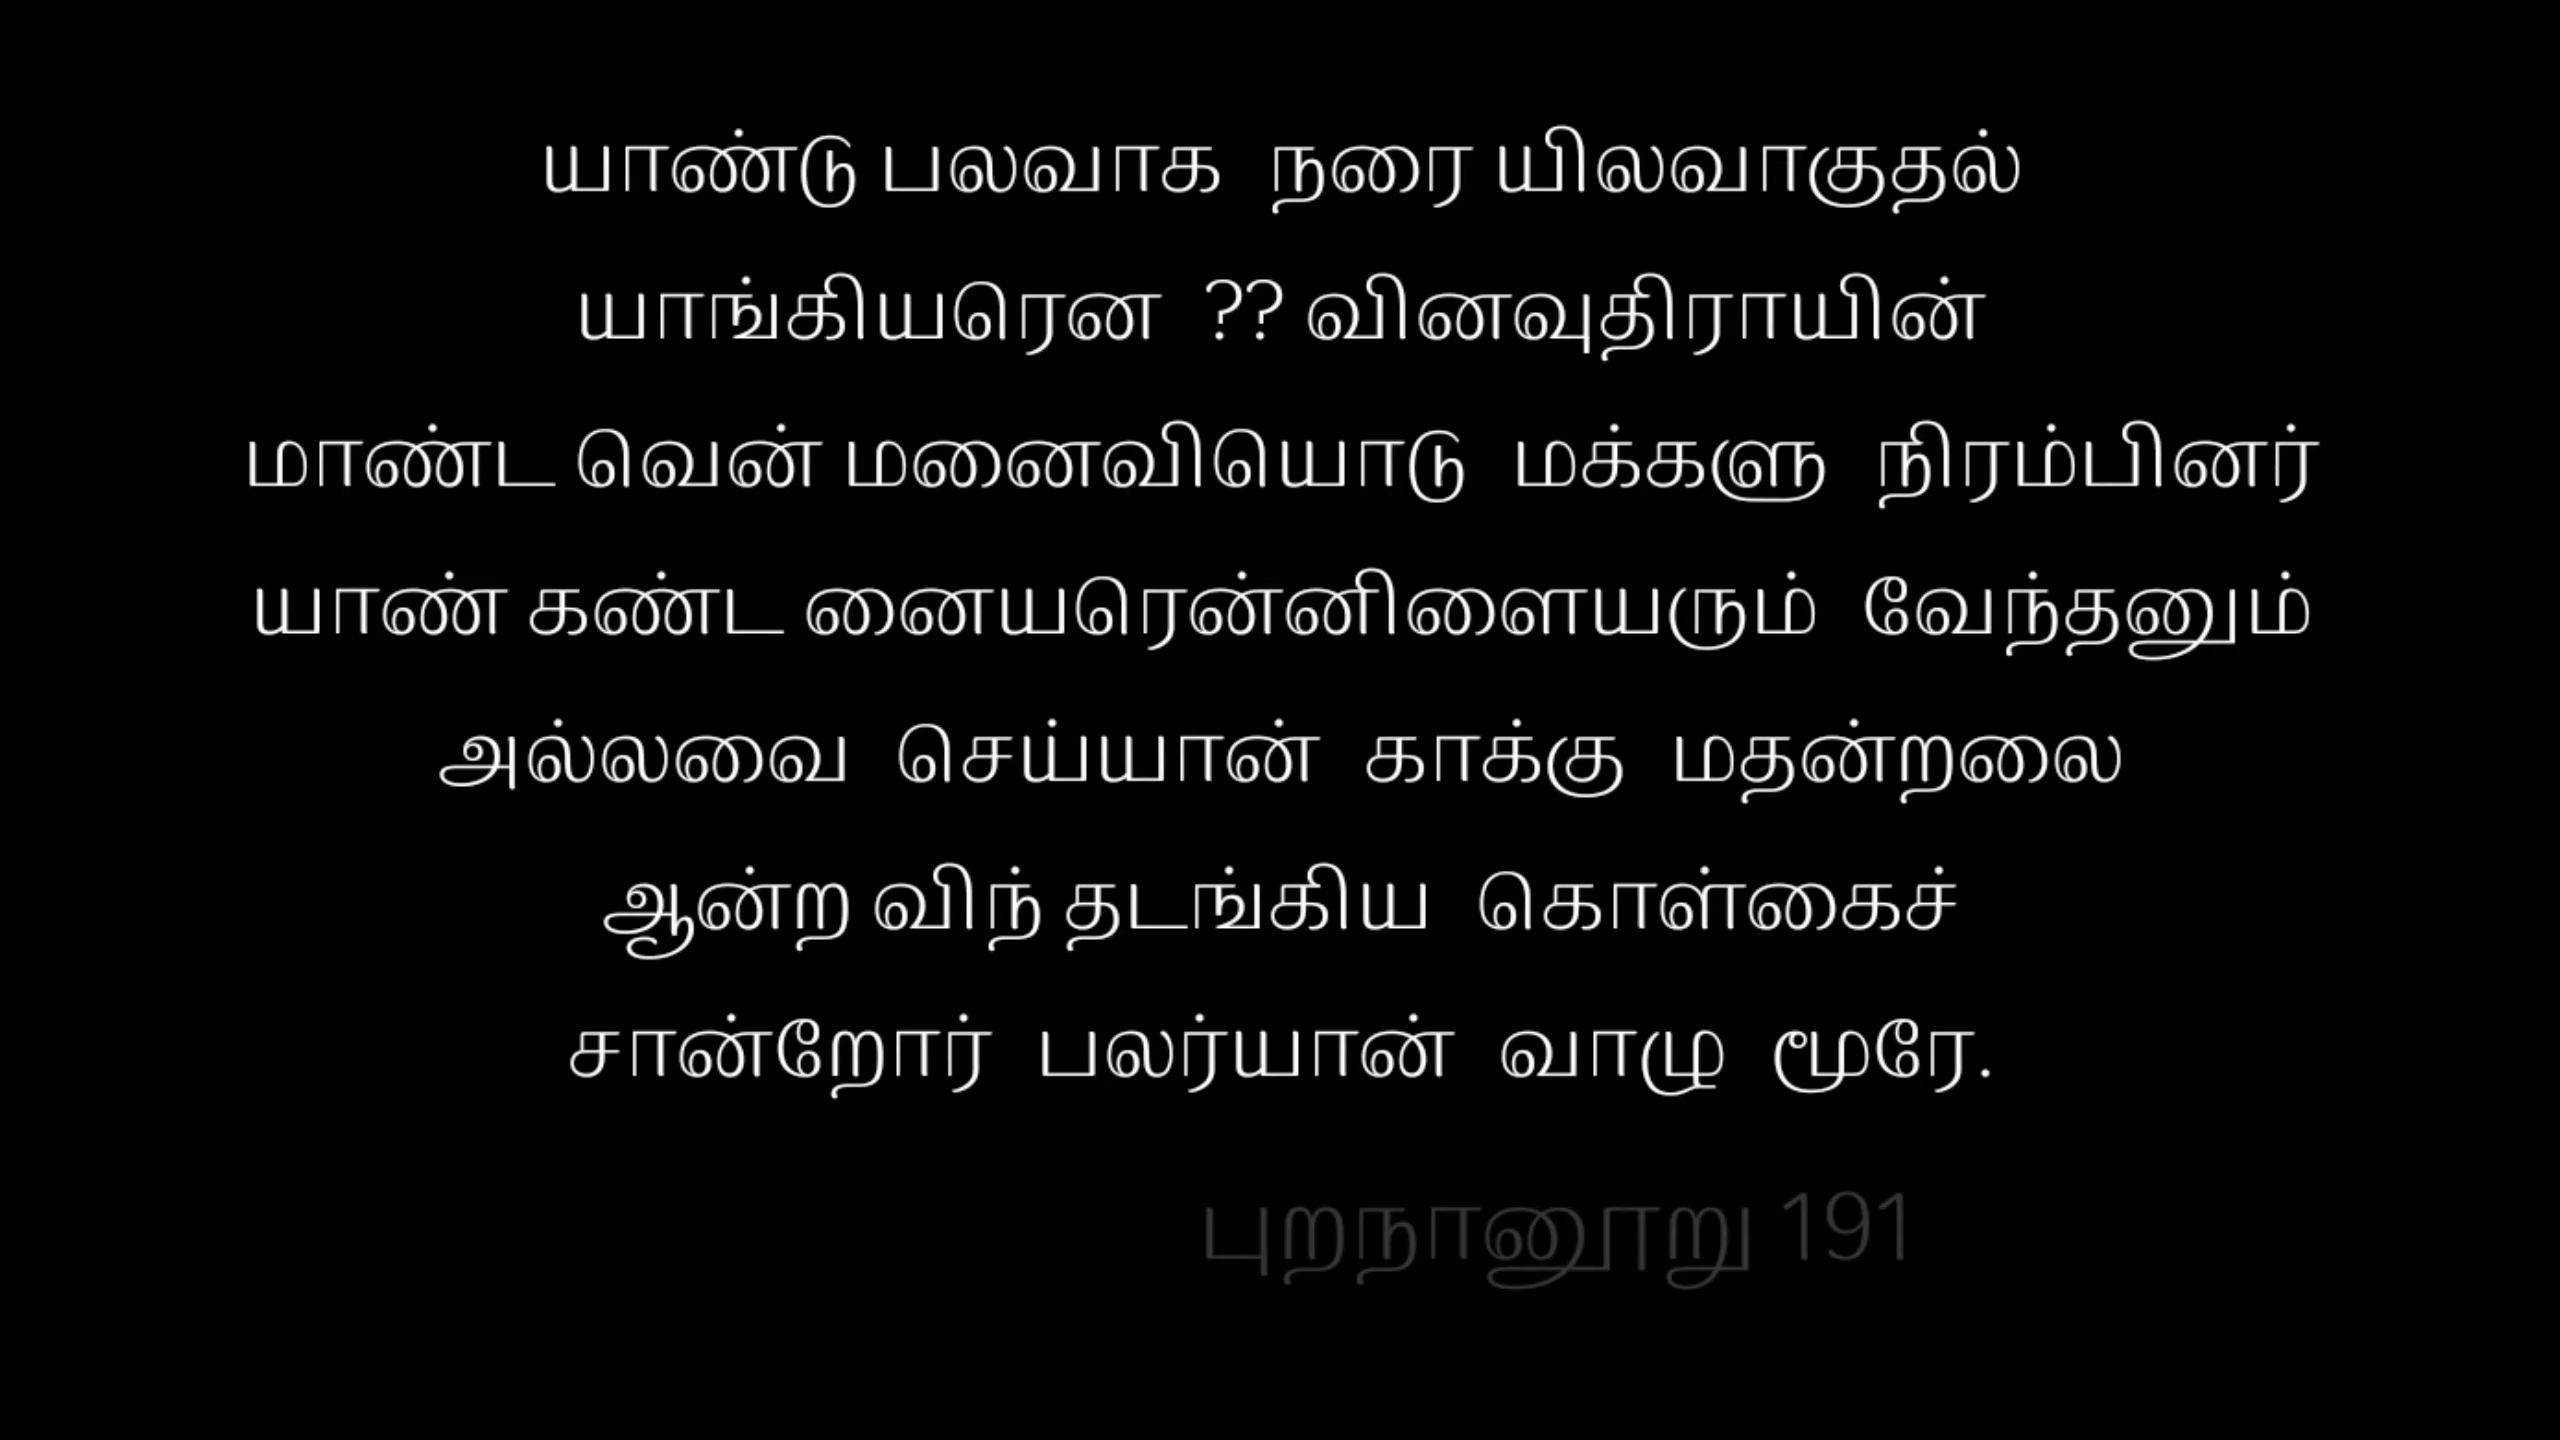 யாண்டு பலவாக நரை யிலவாகுதல்
யாங்கியரென ?? வினவுதிராயின்
மாண்ட வென் மனைவியொடு மக்களு நிரம்பினர்
யாண் கண்ட னையரென்னிளையரும் வேந்தனும்
அல்லவை செய்யான் காக்கு மதன்றலை
ஆன்ற விந் தடங்கிய கொள்கைச்
சான்றோர் பலர்யான் வாழு மூரே.
புறநானூறு 191